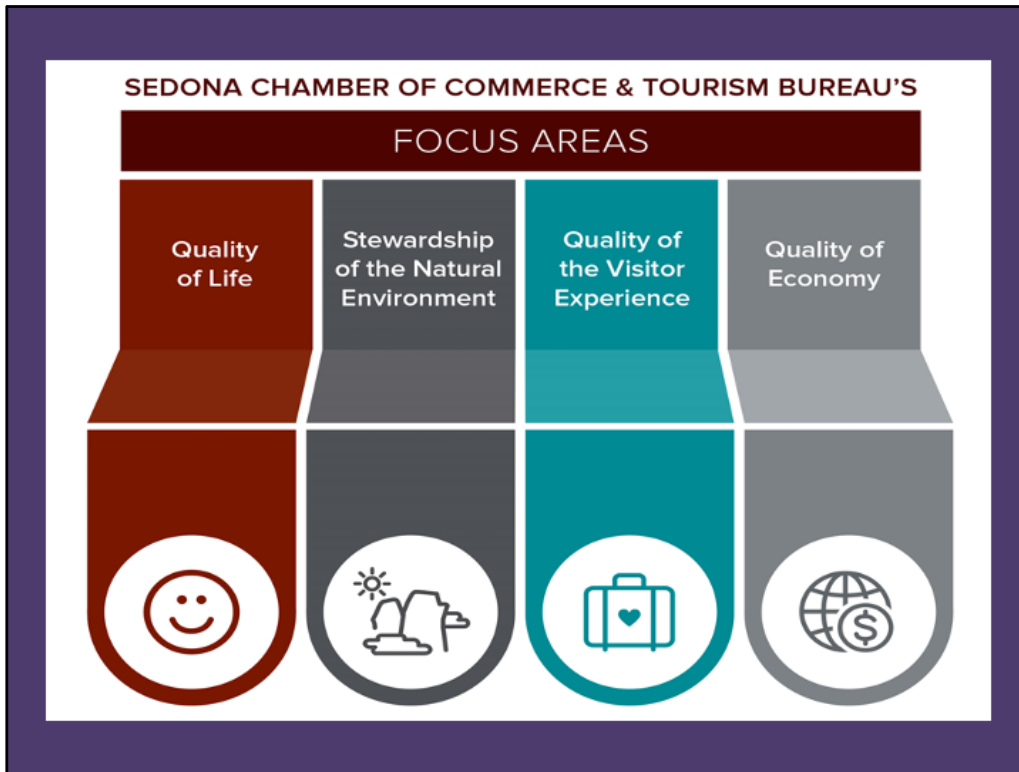 SEDONA CHAMBER OF COMMERCE & TOURISM BUREAU'S
FOCUS AREAS
Quality
of Life
Stewardship
of the Natural
Environment
Quality of
the Visitor
Experience
Quality of
Economy
$